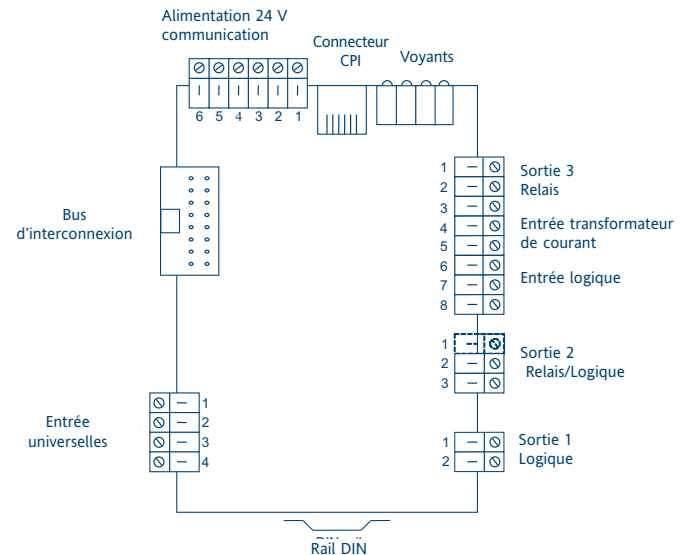 Alimentation 24 V
communication
Connecteur
CPI
Voyants
6 5 4 3 2 1
1
2
3
4
5
6
7
8
Sortie 3
Relais
Entrée transformateur
de courant
Entrée logique
Bus
d'interconnexion
1
2
3
Sortie 2
Relais/Logique
Entrée
universelles
1
2
3
4
1
2
Sortie 1
Logique
Rail DIN